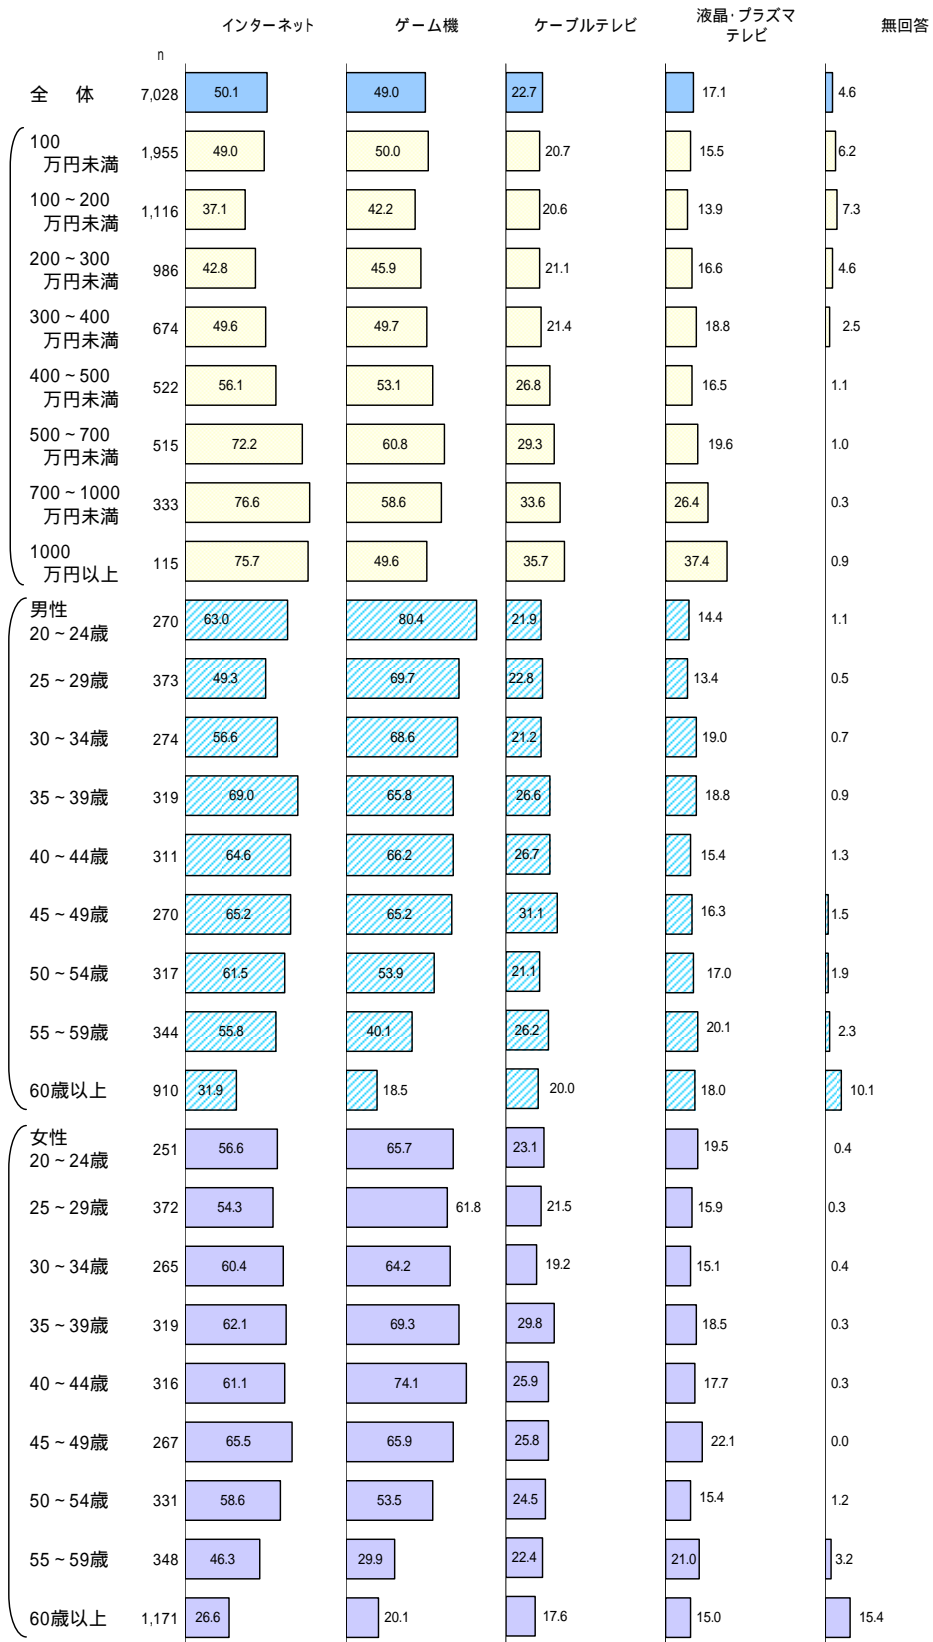 インターネット ゲーム機 ケーブルテレビ 液晶・プラズマ 無回答
テレビ
n
全 体 7,028 50.1 49.0 22.7 17.1 4.6
100
万円未満 1,955 49.0 50.0 20.7 15.5 6.2
100~200
万円未満 1,116 37.1 42.2 20.6 13.9 7.3
200~300
万円未満 986 42.8 45.9 21.1 16.6 4.6
300~400
万円未満 674 49.6 49.7 21.4 18.8 2.5
400~500
万円未満 522 56.1 53.1 26.8 16.5 1.1
500~700
万円未満 515 72.2 60.8 29.3 19.6 1.0
700~1000
万円未満 333 76.6 58.6 33.6 26.4 0.3
1000
万円以上 115 75.7 49.6 35.7 37.4 0.9
男性
20~24歳 270 63.0 80.4 21.9 14.4 1.1
25~29歳 373 49.3 69.7 22.8 13.4 0.5
30~34歳 274 56.6 68.6 21.2 19.0 0.7
35~39歳 319 69.0 65.8 26.6 18.8 0.9
40~44歳 311 64.6 66.2 26.7 15.4 1.3
45~49歳 270 65.2 65.2 31.1 16.3 1.5
50~54歳 317 61.5 53.9 21.1 17.0 1.9
55~59歳 344 55.8 40.1 26.2 20.1 2.3
60歳以上 910 31.9 18.5 20.0 18.0 10.1
女性
20~24歳 251 56.6 65.7 23.1 19.5 0.4
25~29歳 372 54.3 61.8 21.5 15.9 0.3
30~34歳 265 60.4 64.2 19.2 15.1 0.4
35~39歳 319 62.1 69.3 29.8 18.5 0.3
40~44歳 316 61.1 74.1 25.9 17.7 0.3
45~49歳 267 65.5 65.9 25.8 22.1 0.0
50~54歳 331 58.6 53.5 24.5 15.4 1.2
55~59歳 348 46.3 29.9 22.4 21.0 3.2
60歳以上 1,171 26.6 20.1 17.6 15.0 15.4